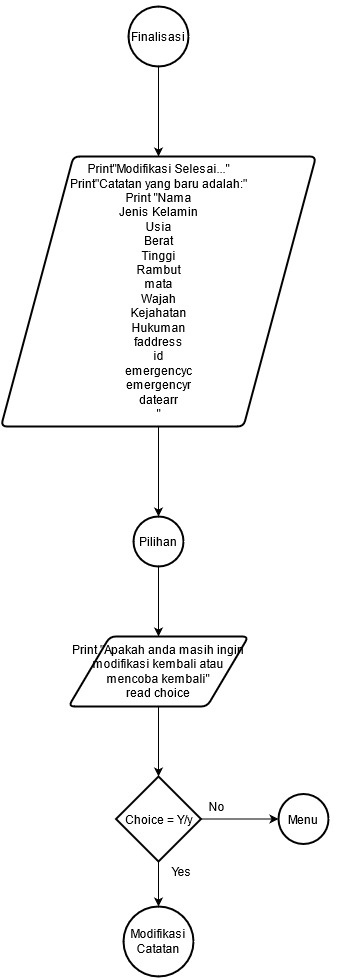 Finalisasi
Print"Modifikasi Selesai..."
Print"Catatan yang baru adalah:"
Print "Nama
Jenis Kelamin
Usia
Berat
Tinggi
Rambut
mata
Wajah
Kejahatan
Hukuman
faddress
id
emergencyc
emergencyr
datearr
"
Pilihan
Print "Apakah anda masih ingin
modifikasi kembali atau
mencoba kembali"
read choice
Choice = Y/y
No
Menu
Yes
Modifikasi
Catatan